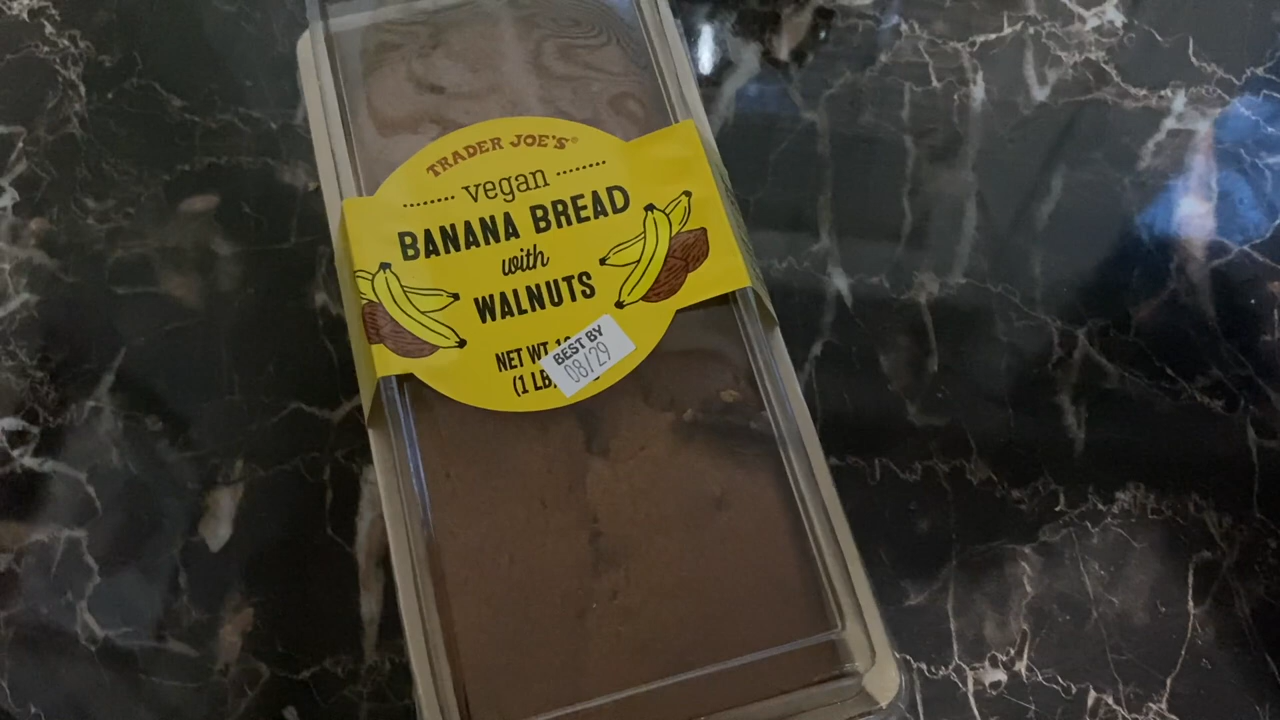 TRADER JOE'S®
vegan
BANANA BREAD
with
WALNUTS
NET WT.
(1 LB
BEST BY
08/29